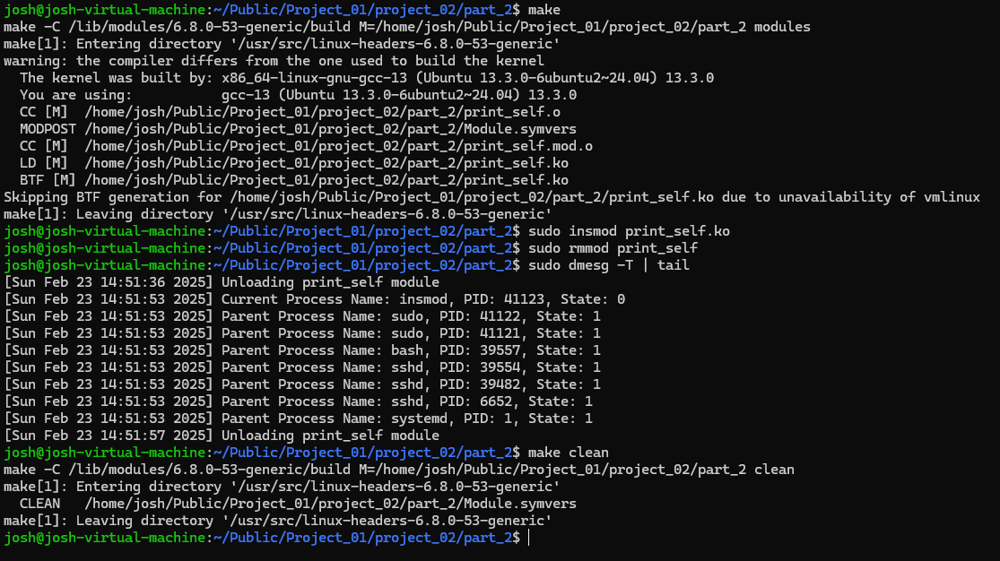 josh@josh-virtual-machine:~/Public/Project_01/project_02/part_2$ make
make -C /lib/modules/6.8.0-53-generic/build M=/home/josh/Public/Project_01/project_02/part_2 modules
make[1]: Entering directory '/usr/src/linux-headers-6.8.0-53-generic'
warning: the compiler differs from the one used to build the kernel
  The kernel was built by: x86_64-linux-gnu-gcc-13 (Ubuntu 13.3.0-6ubuntu2~24.04) 13.3.0
  You are using:           gcc-13 (Ubuntu 13.3.0-6ubuntu2~24.04) 13.3.0
  CC [M]  /home/josh/Public/Project_01/project_02/part_2/print_self.o
  MODPOST /home/josh/Public/Project_01/project_02/part_2/Module.symvers
  CC [M]  /home/josh/Public/Project_01/project_02/part_2/print_self.mod.o
  LD [M]  /home/josh/Public/Project_01/project_02/part_2/print_self.ko
  BTF [M] /home/josh/Public/Project_01/project_02/part_2/print_self.ko
Skipping BTF generation for /home/josh/Public/Project_01/project_02/part_2/print_self.ko due to unavailability of vmlinux
make[1]: Leaving directory '/usr/src/linux-headers-6.8.0-53-generic'
josh@josh-virtual-machine:~/Public/Project_01/project_02/part_2$ sudo insmod print_self.ko
josh@josh-virtual-machine:~/Public/Project_01/project_02/part_2$ sudo rmmod print_self
josh@josh-virtual-machine:~/Public/Project_01/project_02/part_2$ sudo dmesg -T | tail
[Sun Feb 23 14:51:36 2025] Unloading print_self module
[Sun Feb 23 14:51:53 2025] Current Process Name: insmod, PID: 41123, State: 0
[Sun Feb 23 14:51:53 2025] Parent Process Name: sudo, PID: 41122, State: 1
[Sun Feb 23 14:51:53 2025] Parent Process Name: sudo, PID: 41121, State: 1
[Sun Feb 23 14:51:53 2025] Parent Process Name: bash, PID: 39557, State: 1
[Sun Feb 23 14:51:53 2025] Parent Process Name: sshd, PID: 39554, State: 1
[Sun Feb 23 14:51:53 2025] Parent Process Name: sshd, PID: 39482, State: 1
[Sun Feb 23 14:51:53 2025] Parent Process Name: sshd, PID: 6652, State: 1
[Sun Feb 23 14:51:53 2025] Parent Process Name: systemd, PID: 1, State: 1
[Sun Feb 23 14:51:57 2025] Unloading print_self module
josh@josh-virtual-machine:~/Public/Project_01/project_02/part_2$ make clean
make -C /lib/modules/6.8.0-53-generic/build M=/home/josh/Public/Project_01/project_02/part_2 clean
make[1]: Entering directory '/usr/src/linux-headers-6.8.0-53-generic'
  CLEAN   /home/josh/Public/Project_01/project_02/part_2/Module.symvers
make[1]: Leaving directory '/usr/src/linux-headers-6.8.0-53-generic'
josh@josh-virtual-machine:~/Public/Project_01/project_02/part_2$